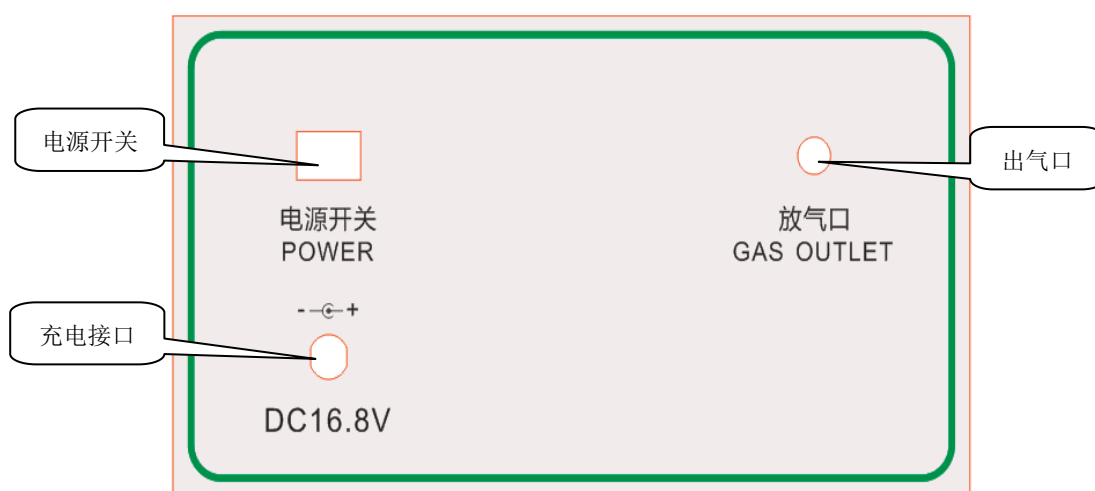 电源开关
出气口
电源开关
POWER
放气口
GAS OUTLET
- +
充电接口
DC16.8V